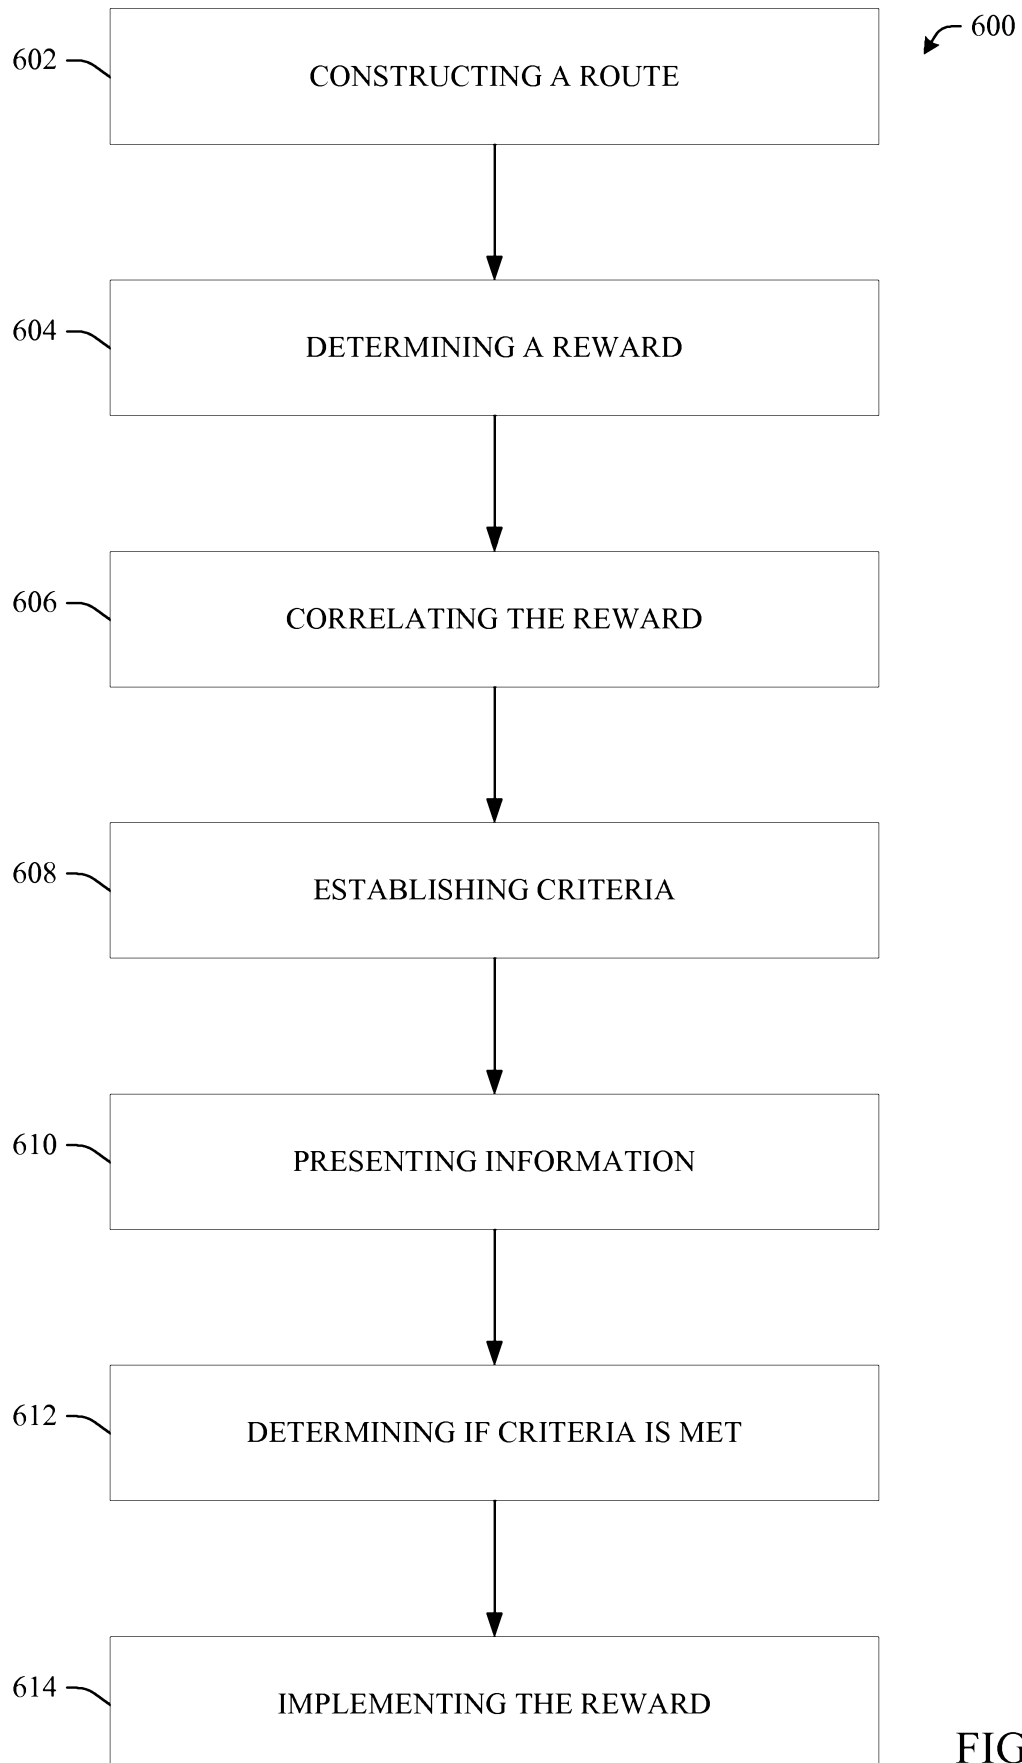 600
602
CONSTRUCTING A ROUTE
604
DETERMINING A REWARD
606
CORRELATING THE REWARD
608
ESTABLISHING CRITERIA
610
PRESENTING INFORMATION
612
DETERMINING IF CRITERIA IS MET
614
IMPLEMENTING THE REWARD
FIG